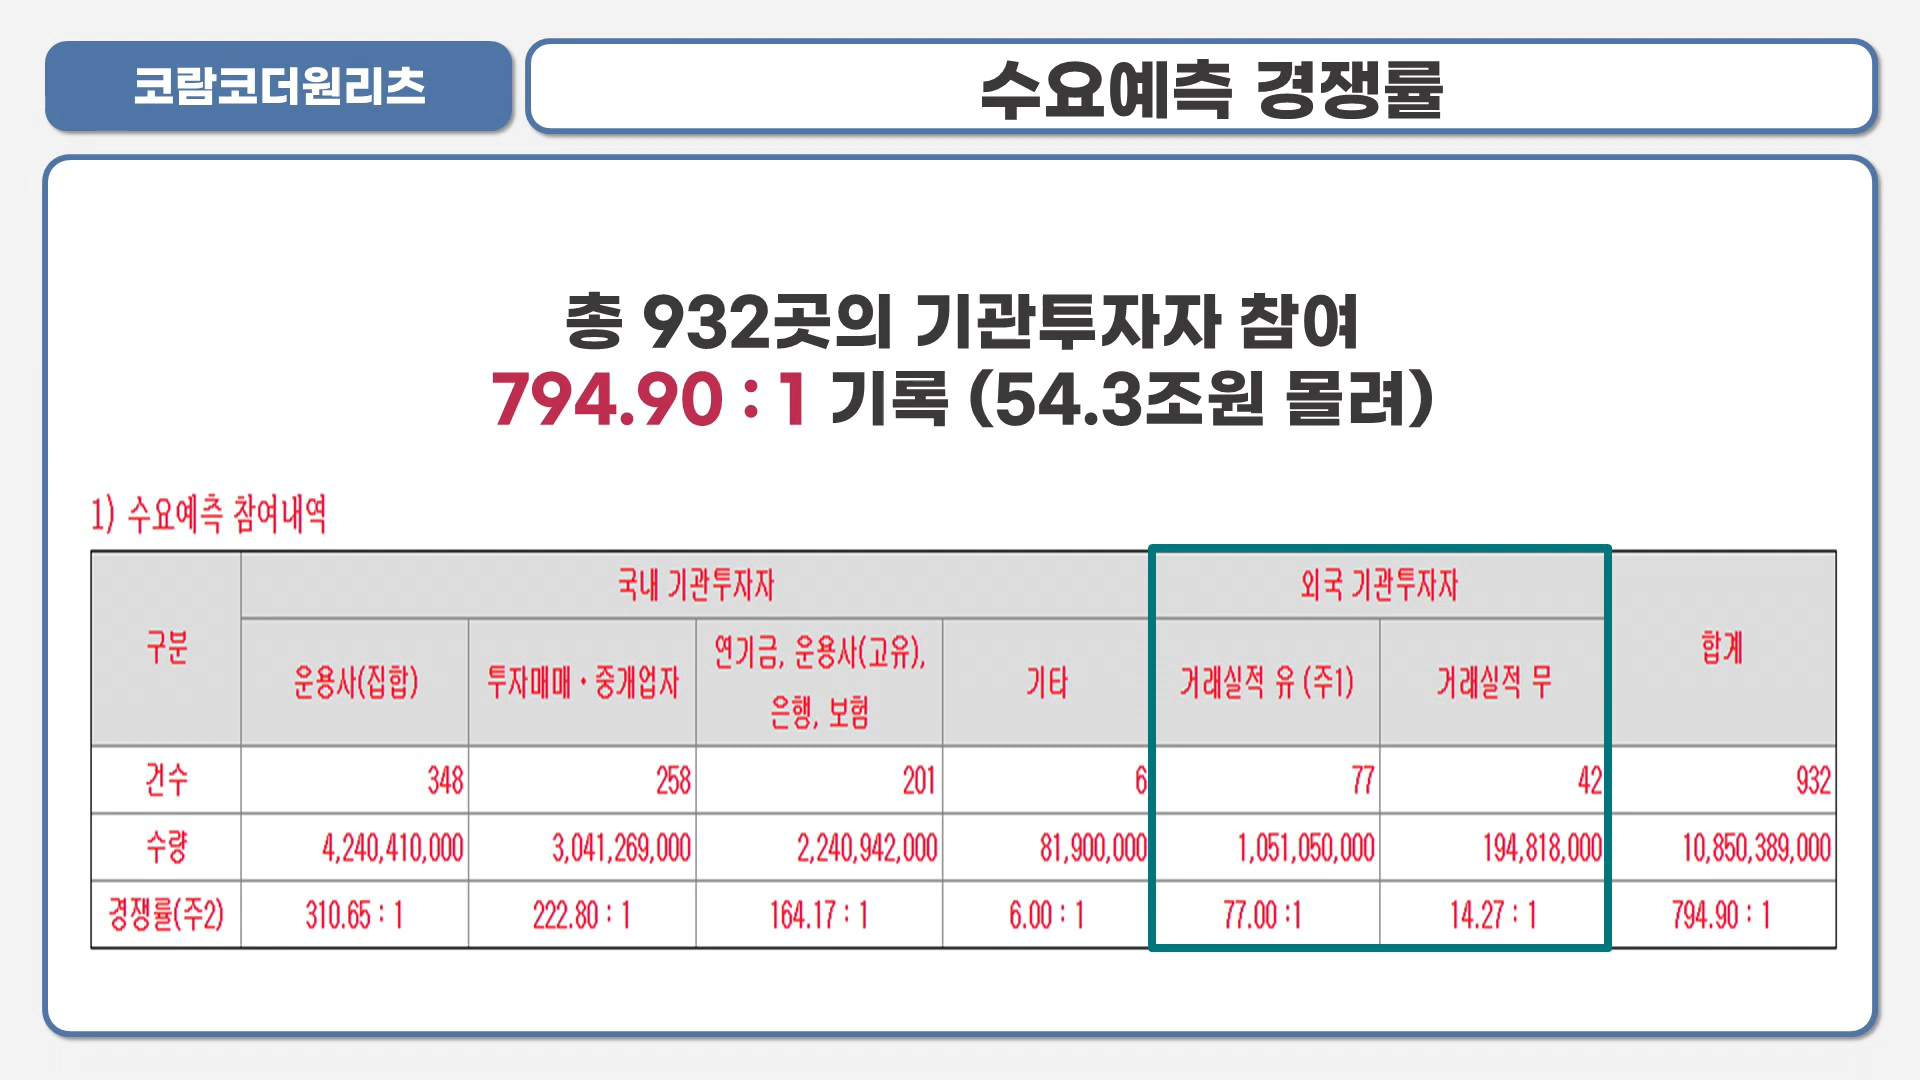 코람코더원리츠
수요예측 경쟁률
총 932곳의 기관투자자 참여
794.90 : 1 기록 (54.3조원 몰려)
1) 수요예측 참여내역
구분 국내 기관투자자 외국 기관투자자 합계
운용사(집합) 투자매매·중개업자 연기금, 운용사(고유), 은행, 보험 기타 거래실적 유 (주1) 거래실적 무
건수 348 258 201 6 77 42 932
수량 4,240,410,000 3,041,269,000 2,240,942,000 81,900,000 1,051,050,000 194,818,000 10,850,389,000
경쟁률(주2) 310.65 : 1 222.80 : 1 164.17 : 1 6.00 : 1 77.00 :1 14.27 : 1 794.90 : 1